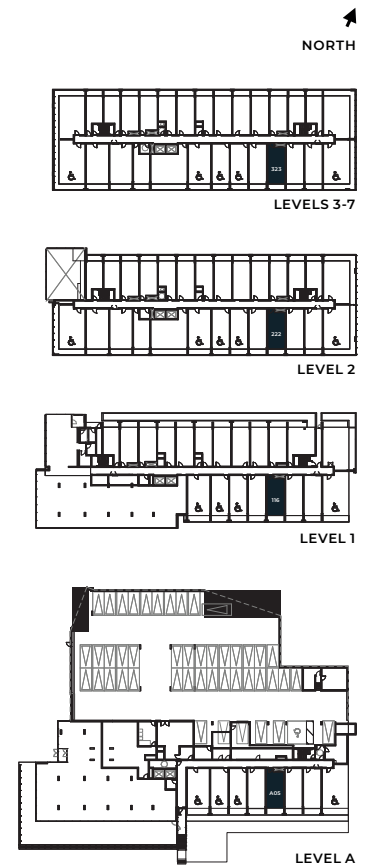 NORTH
323
LEVELS 3-7
222
LEVEL 2
116
LEVEL 1
A05
LEVEL A